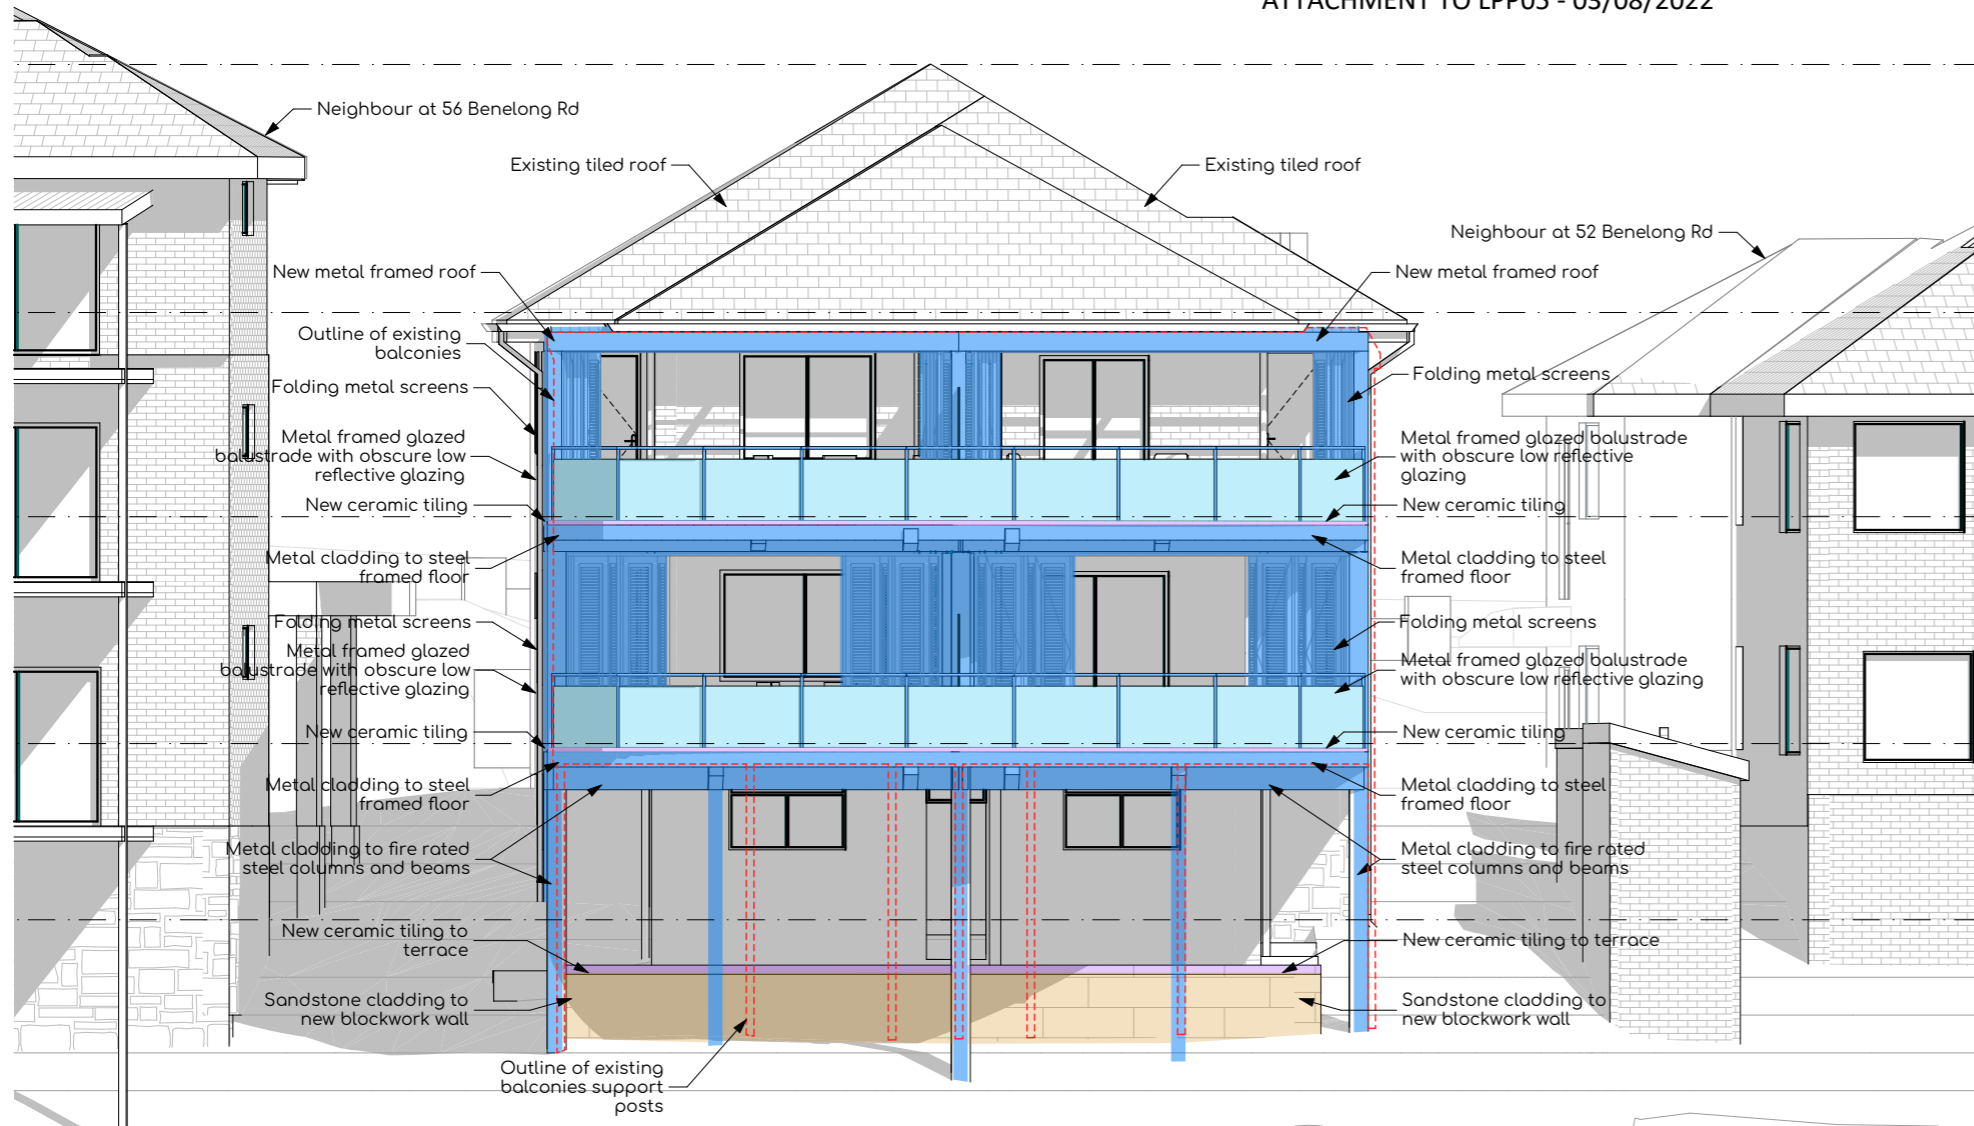 ATTACHMENT TO LPP05 - 03/08/2022
Neighbour at 56 Benelong Rd
Existing tiled roof
Existing tiled roof
Neighbour at 52 Benelong Rd
New metal framed roof
New metal framed roof
Outline of existing
balconies
Folding metal screens
Folding metal screens
Metal framed glazed
balustrade with obscure low
reflective glazing
Metal framed glazed balustrade
with obscure low reflective
glazing
New ceramic tiling
New ceramic tiling
Metal cladding to steel
framed floor
Metal cladding to steel
framed floor
Folding metal screens
Folding metal screens
Metal framed glazed
balustrade with obscure low
reflective glazing
Metal framed glazed balustrade
with obscure low reflective glazing
New ceramic tiling
New ceramic tiling
Metal cladding to steel
framed floor
Metal cladding to steel
framed floor
Metal cladding to fire rated
steel columns and beams
Metal cladding to fire rated
steel columns and beams
New ceramic tiling to
terrace
New ceramic tiling to terrace
Sandstone cladding to
new blockwork wall
Sandstone cladding to
new blockwork wall
Outline of existing
balconies support
posts